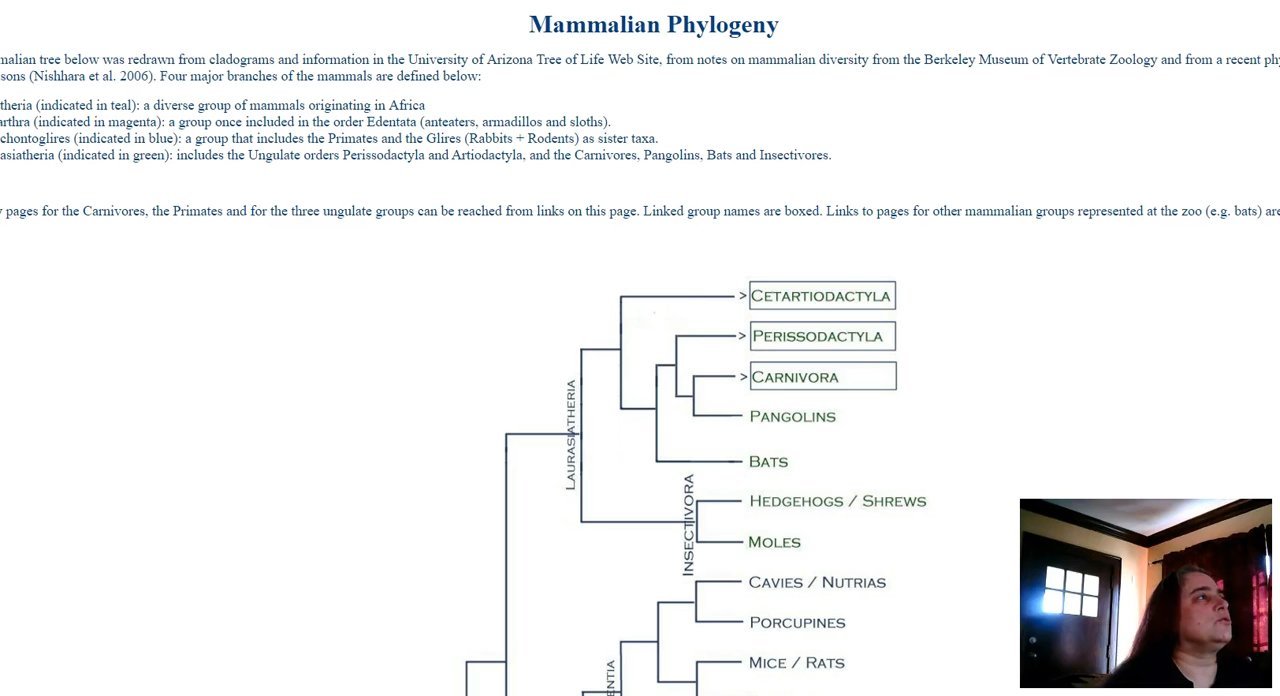 Mammalian Phylogeny
malian tree below was redrawn from cladograms and information in the University of Arizona Tree of Life Web Site, from notes on mammalian diversity from the Berkeley Museum of Vertebrate Zoology and from a recent phy
sons (Nishhara et al. 2006). Four major branches of the mammals are defined below:
theria (indicated in teal): a diverse group of mammals originating in Africa
arthra (indicated in magenta): a group once included in the order Edentata (anteaters, armadillos and sloths).
chontoglires (indicated in blue): a group that includes the Primates and the Glires (Rabbits + Rodents) as sister taxa.
asiatheria (indicated in green): includes the Ungulate orders Perissodactyla and Artiodactyla, and the Carnivores, Pangolins, Bats and Insectivores.
y pages for the Carnivores, the Primates and for the three ungulate groups can be reached from links on this page. Linked group names are boxed. Links to pages for other mammalian groups represented at the zoo (e.g. bats) are
> CETARTIODACTYLA
> PERISSODACTYLA
> CARNIVORA
PANGOLINS
LAURASIATHERIA
BATS
HEDGEHOGS / SHREWS
INSECTIVORA
MOLES
CAVIES / NUTRIAS
PORCUPINES
MICE / RATS
ENTIA